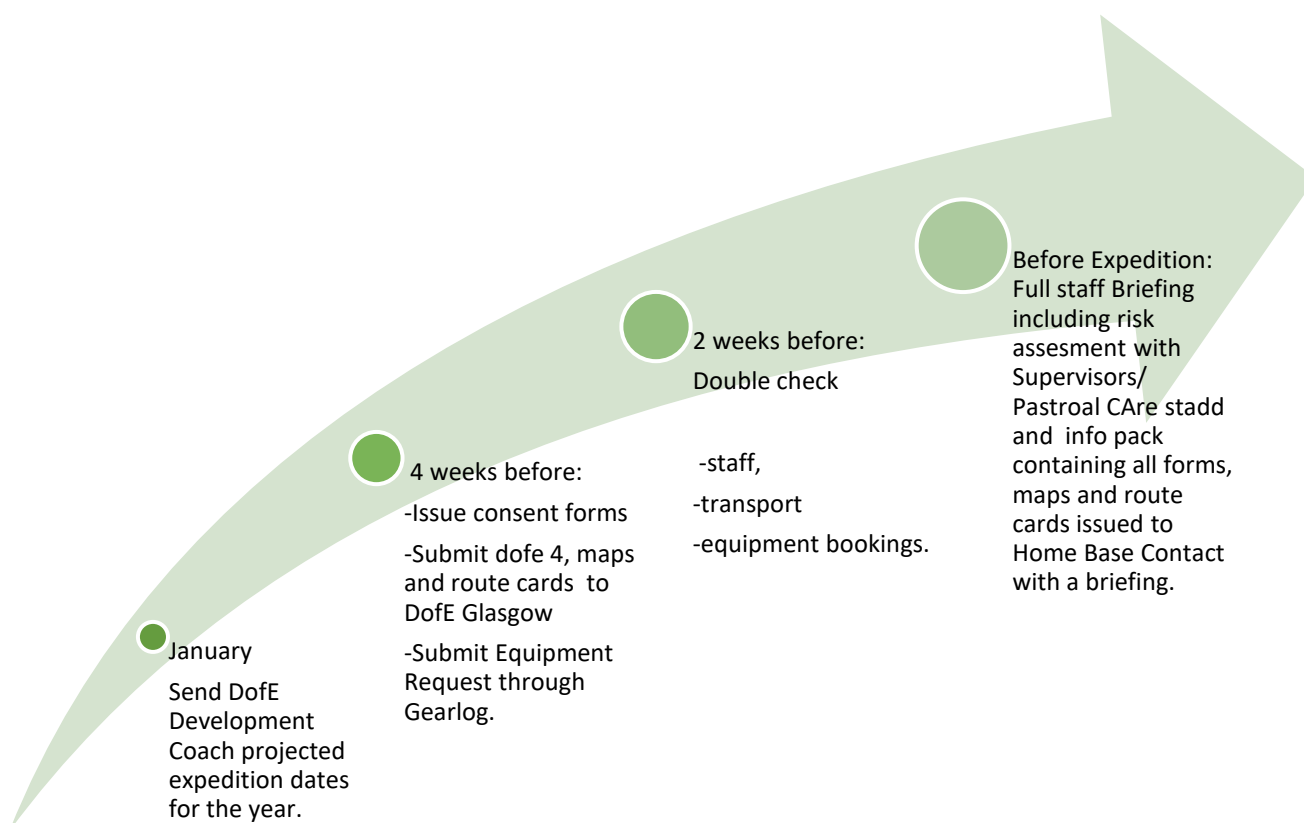 January
Send DofE
Development
Coach projected
expedition dates
for the year.
4 weeks before:
-Issue consent forms
-Submit dofe 4, maps
and route cards to
DofE Glasgow
-Submit Equipment
Request through
Gearlog.
2 weeks before:
Double check
-staff,
-transport
-equipment bookings.
Before Expedition:
Full staff Briefing
including risk
assesment with
Supervisors/
Pastroal CAre stadd
and info pack
containing all forms,
maps and route
cards issued to
Home Base Contact
with a briefing.